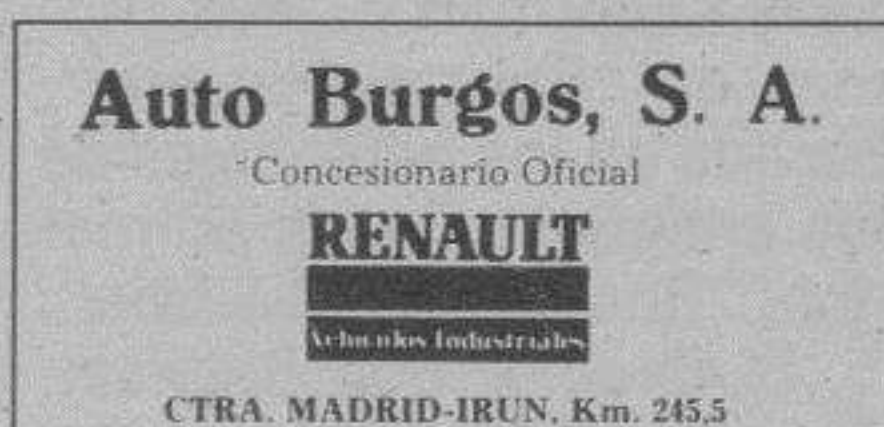 Auto Burgos, S. A.
Concesionario Oficial
RENAULT
Vehiculos Industriales
CTRA. MADRID-IRUN, Km. 245,5